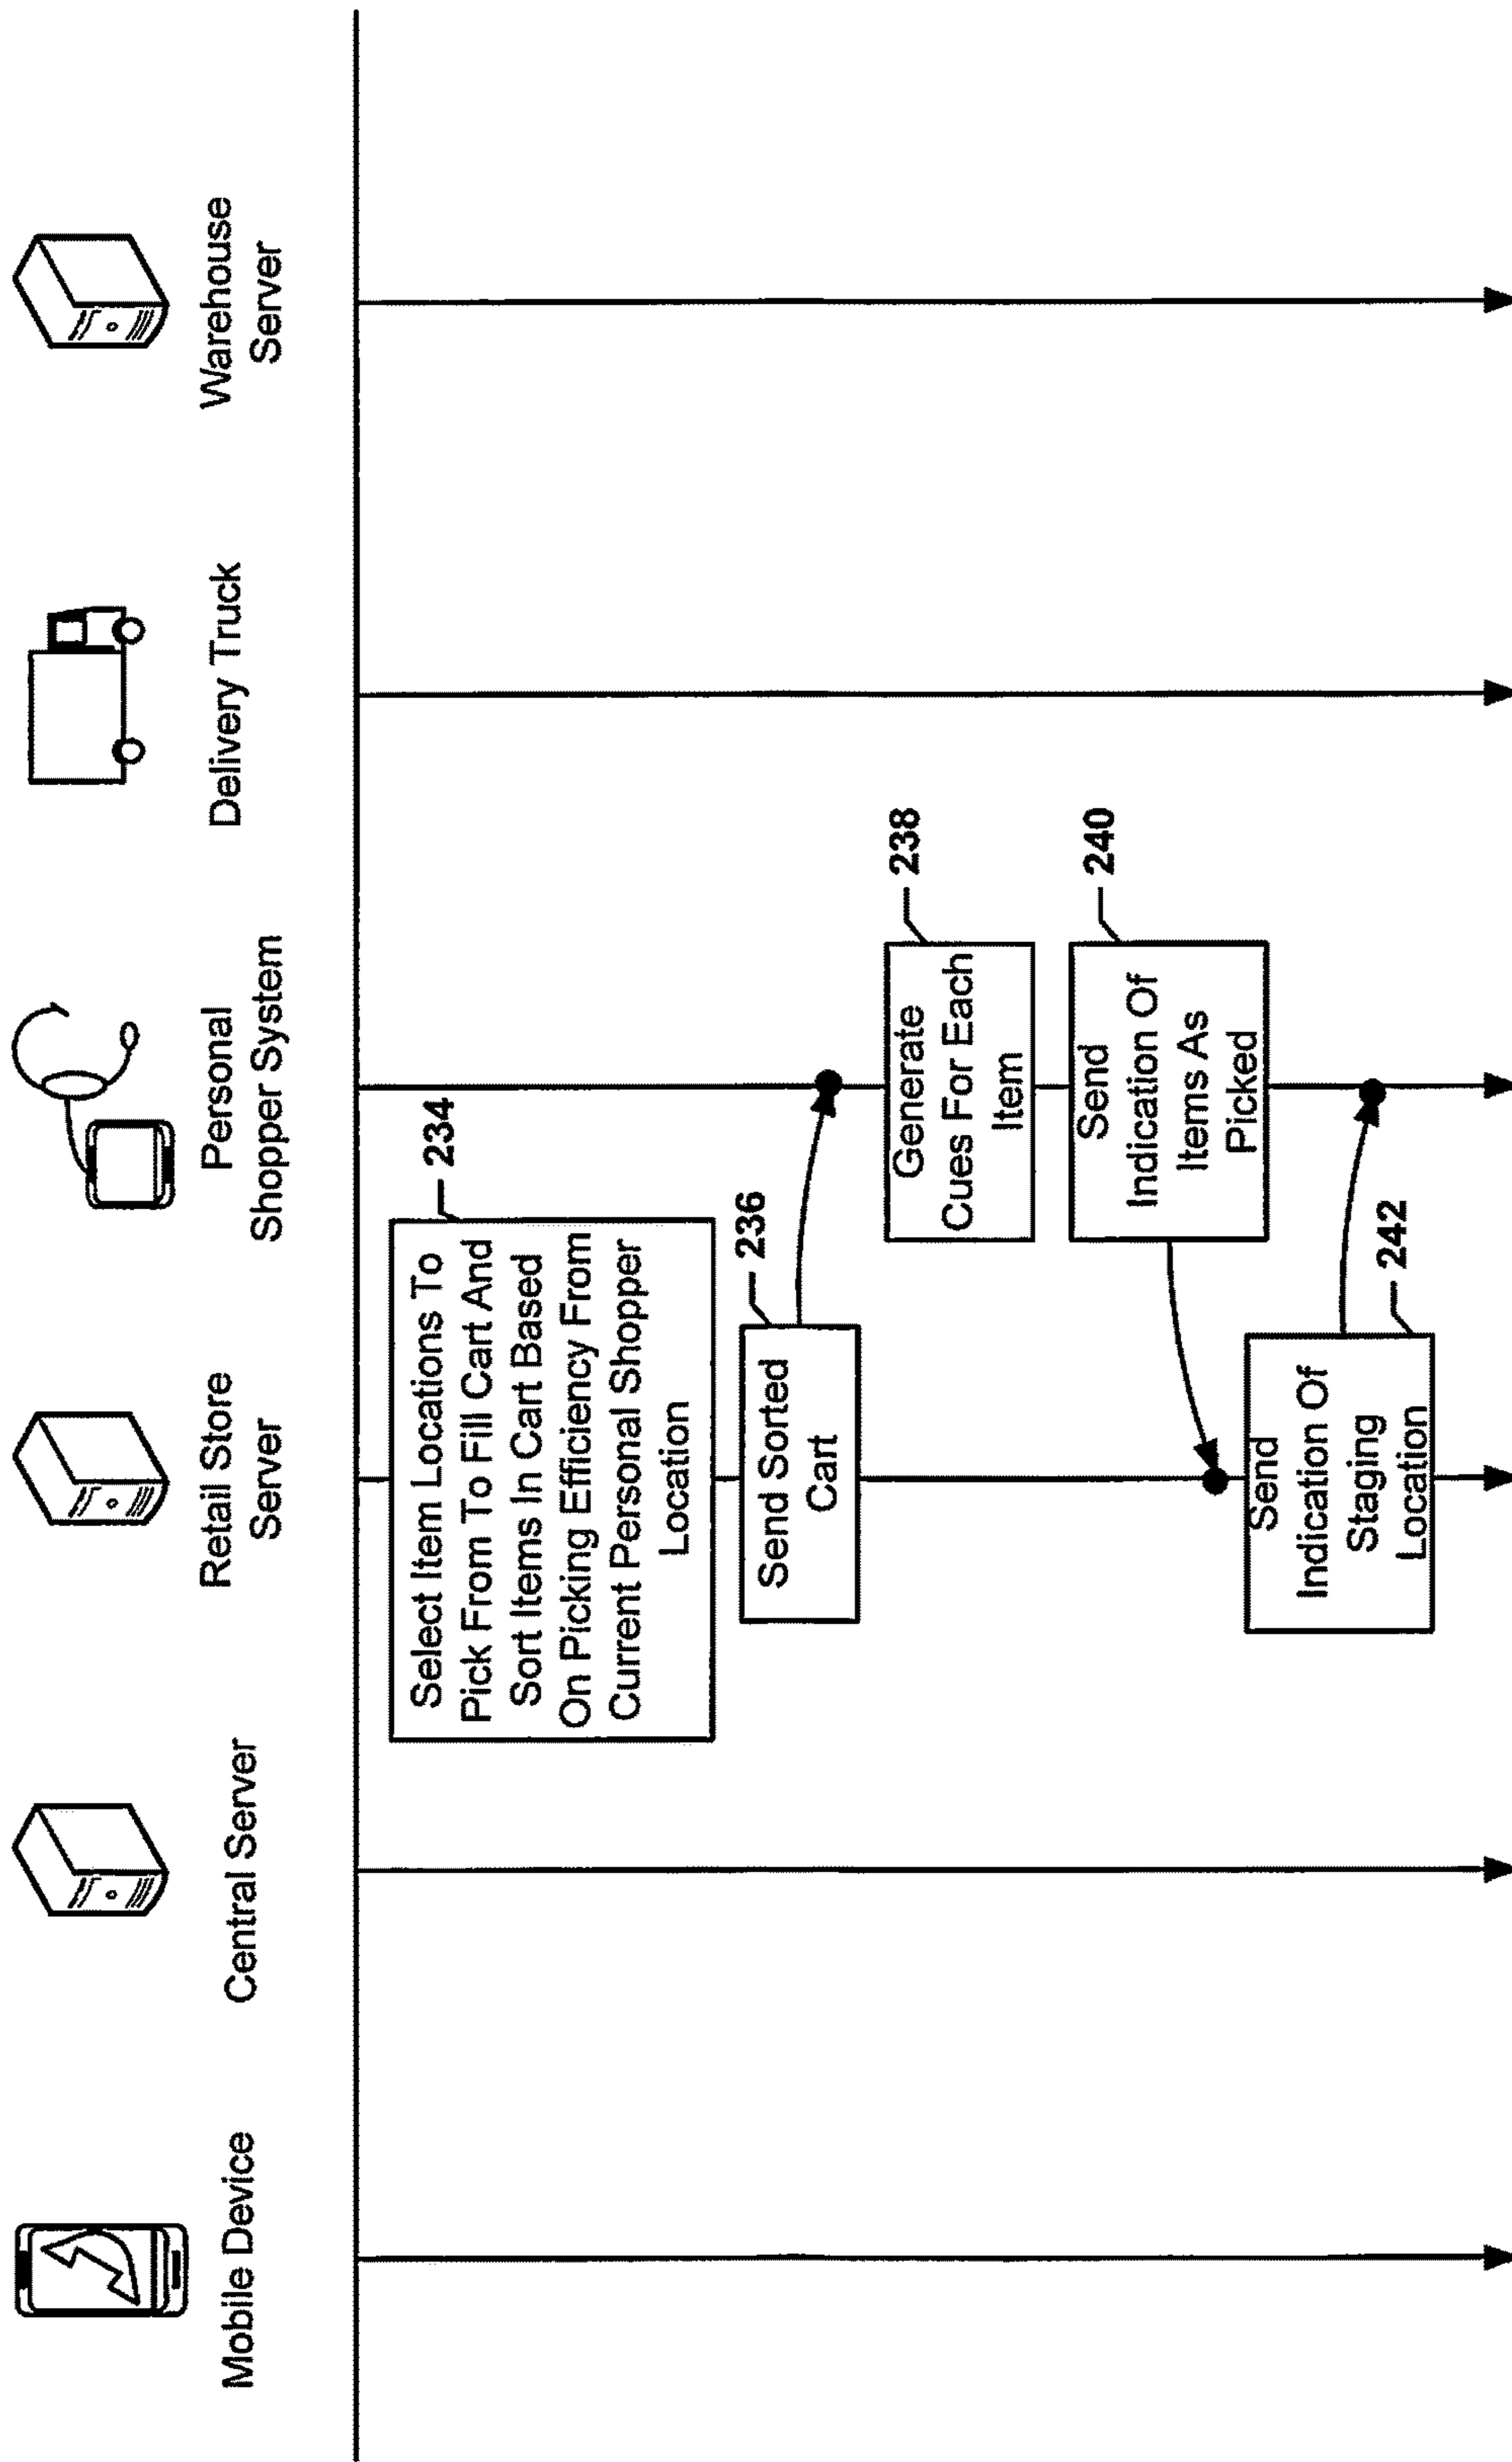 Mobile Device
Central Server
Retail Store
Server
Personal
Shopper System
Delivery Truck
Warehouse
Server
Select Item Locations To
Pick From To Fill Cart And
Sort Items In Cart Based
On Picking Efficiency From
Current Personal Shopper
Location
234
Send Sorted
Cart
236
Generate
Cues For Each
Item
238
Send
Indication Of
Items As
Picked
240
Send
Indication Of
Staging
Location
242